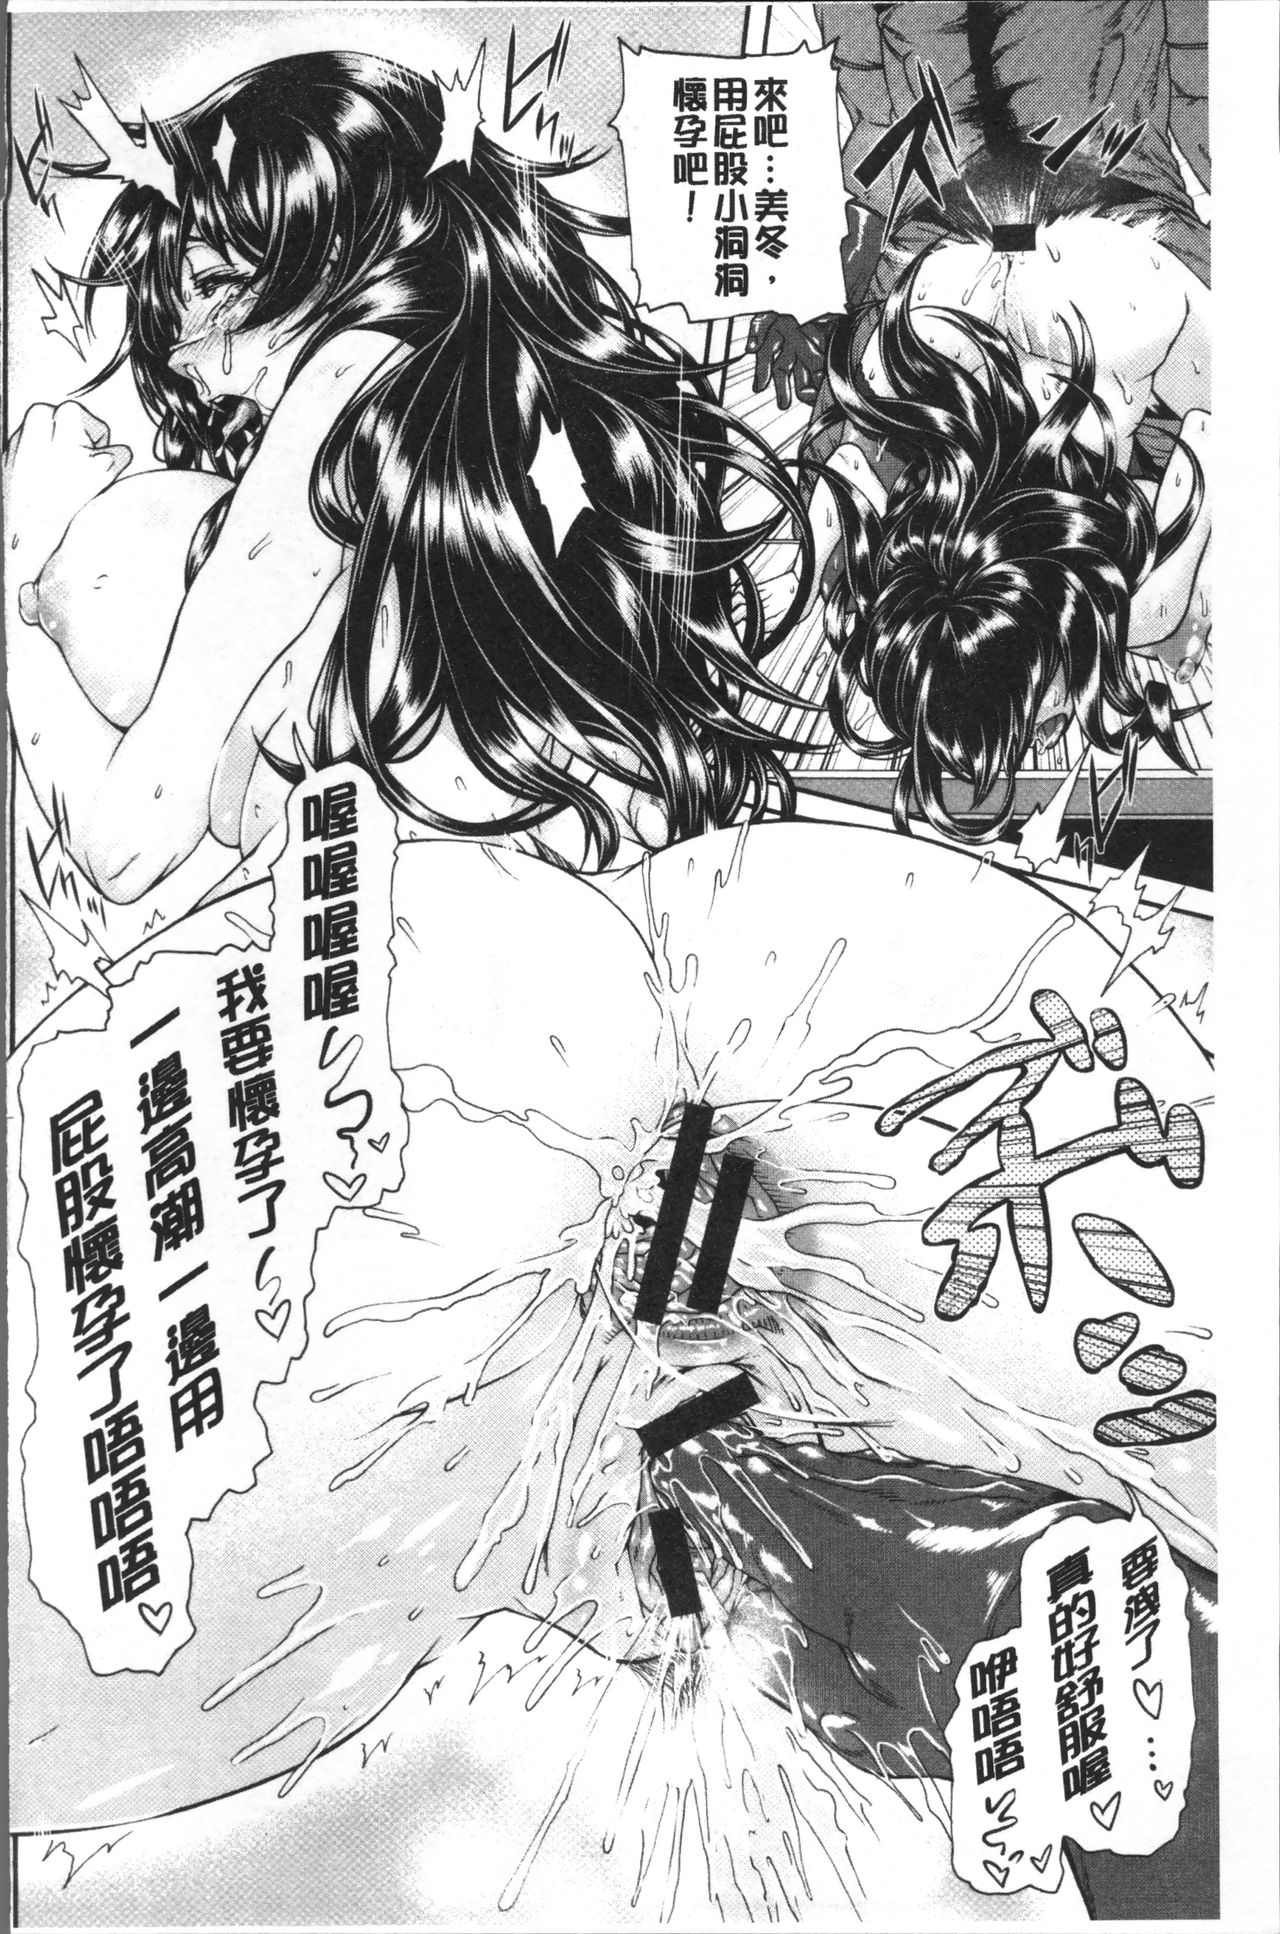 來吧…美冬，
用屁股小洞洞
懷孕吧！
喔喔喔喔♡
我要懷孕了♡
一邊高潮一邊用
屁股懷孕了唔唔唔♡
要洩了♡…♡
真的好舒服喔♡
咿唔唔♡♡